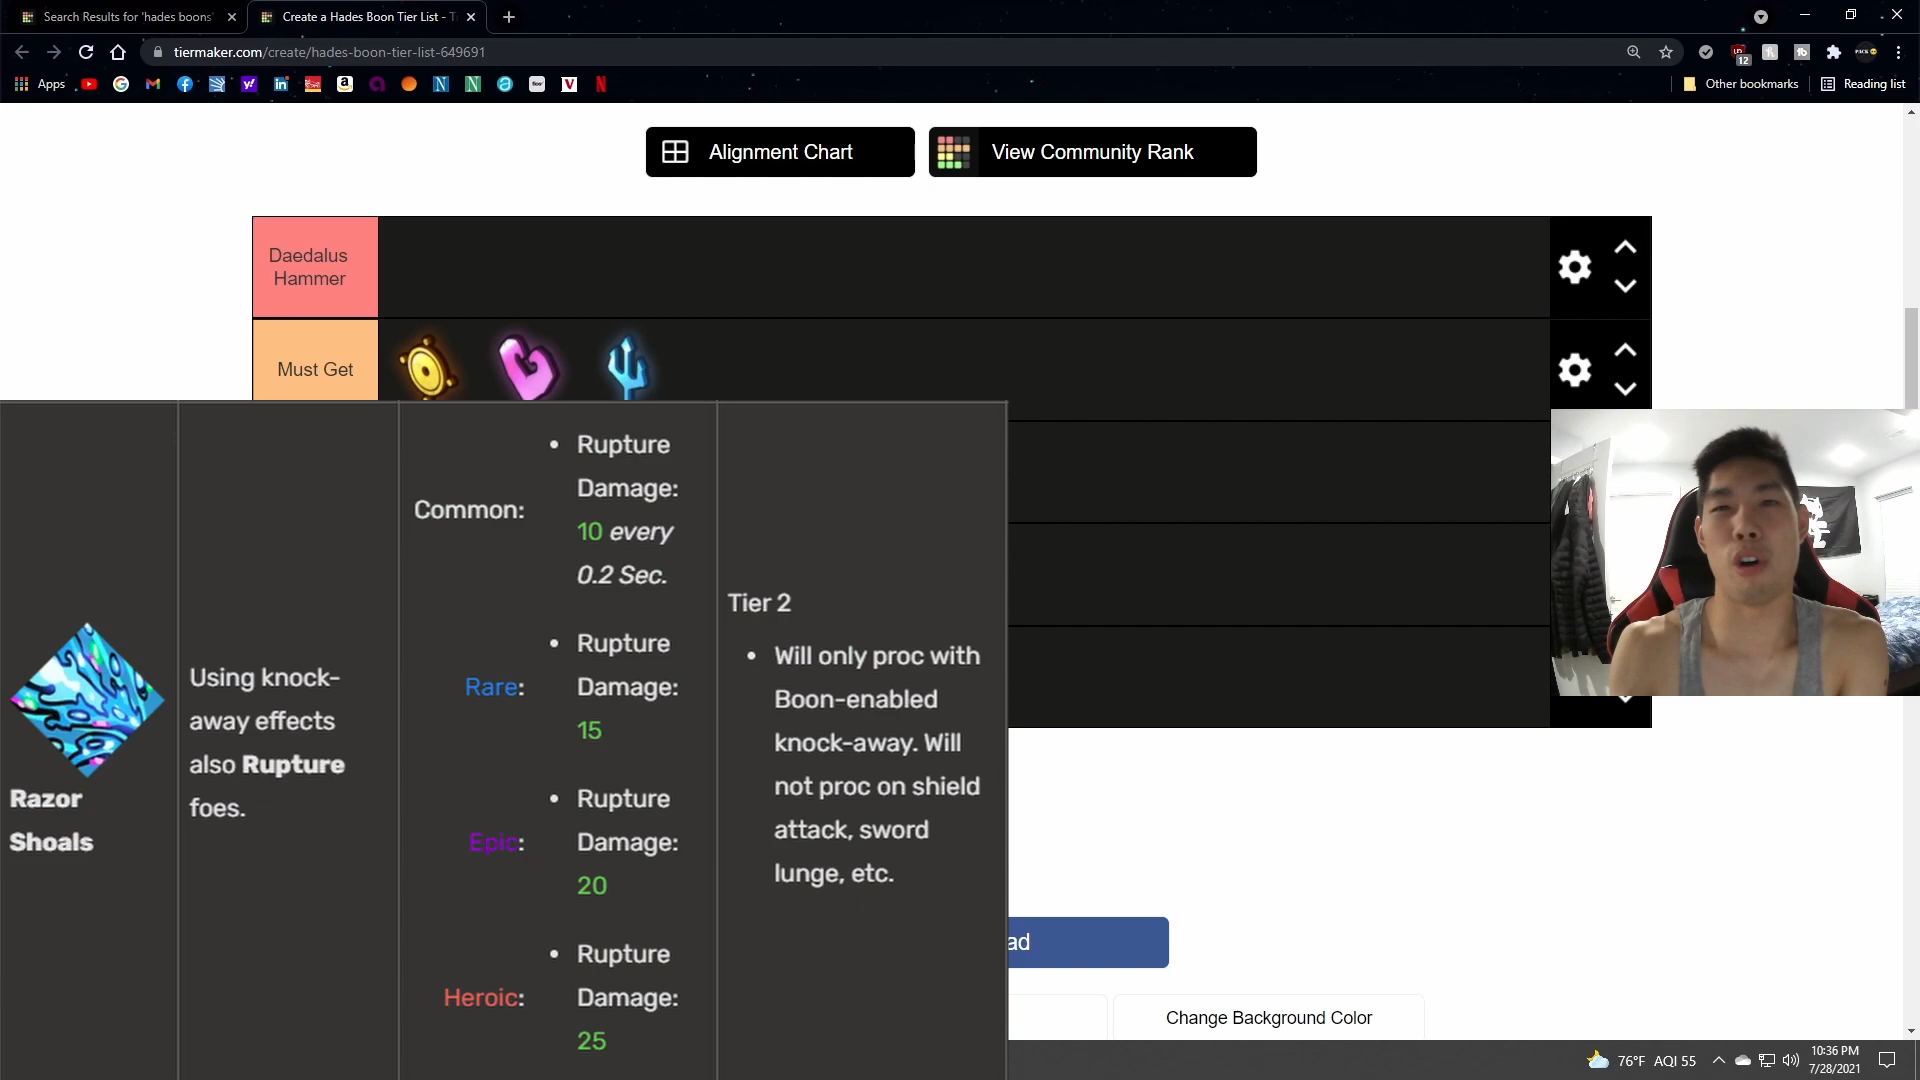 Search Results for 'hades boons'
Create a Hades Boon Tier List - T
tiermaker.com/create/hades-boon-tier-list-649691
12
Apps
Other bookmarks
Reading list
Alignment Chart
View Community Rank
Daedalus
Hammer
Must Get
Razor
Shoals
Using knock-
away effects
also Rupture
foes.
Common:
• Rupture
Damage:
10 every
0.2 Sec.
Rare:
• Rupture
Damage:
15
Epic:
• Rupture
Damage:
20
Heroic:
• Rupture
Damage:
25
Tier 2
• Will only proc with
Boon-enabled
knock-away. Will
not proc on shield
attack, sword
lunge, etc.
ad
Change Background Color
76°F AQI 55
10:36 PM
7/28/2021